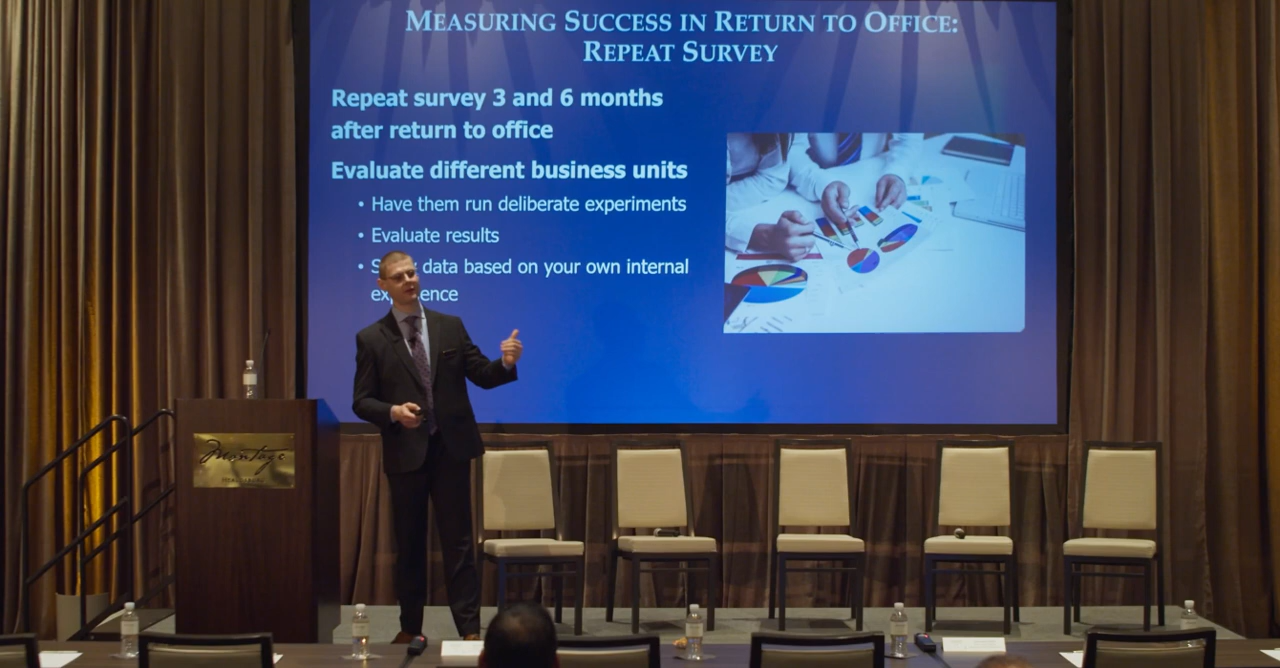 MEASURING SUCCESS IN RETURN TO OFFICE:
REPEAT SURVEY
Repeat survey 3 and 6 months
after return to office
Evaluate different business units
• Have them run deliberate experiments
• Evaluate results
• data based on your own internal
Montage